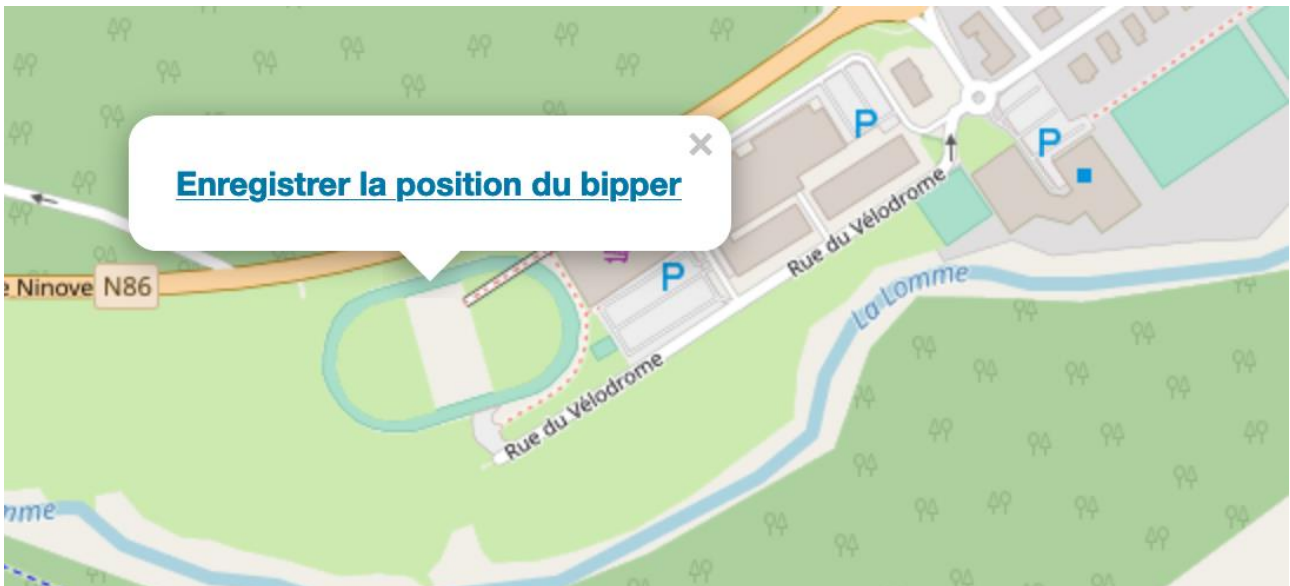 Enregistrer la position du bipper
×
P
P
Rue du Vélodrome
P
La Lomme
e Ninove
N86
Rue du Vélodrome
mme